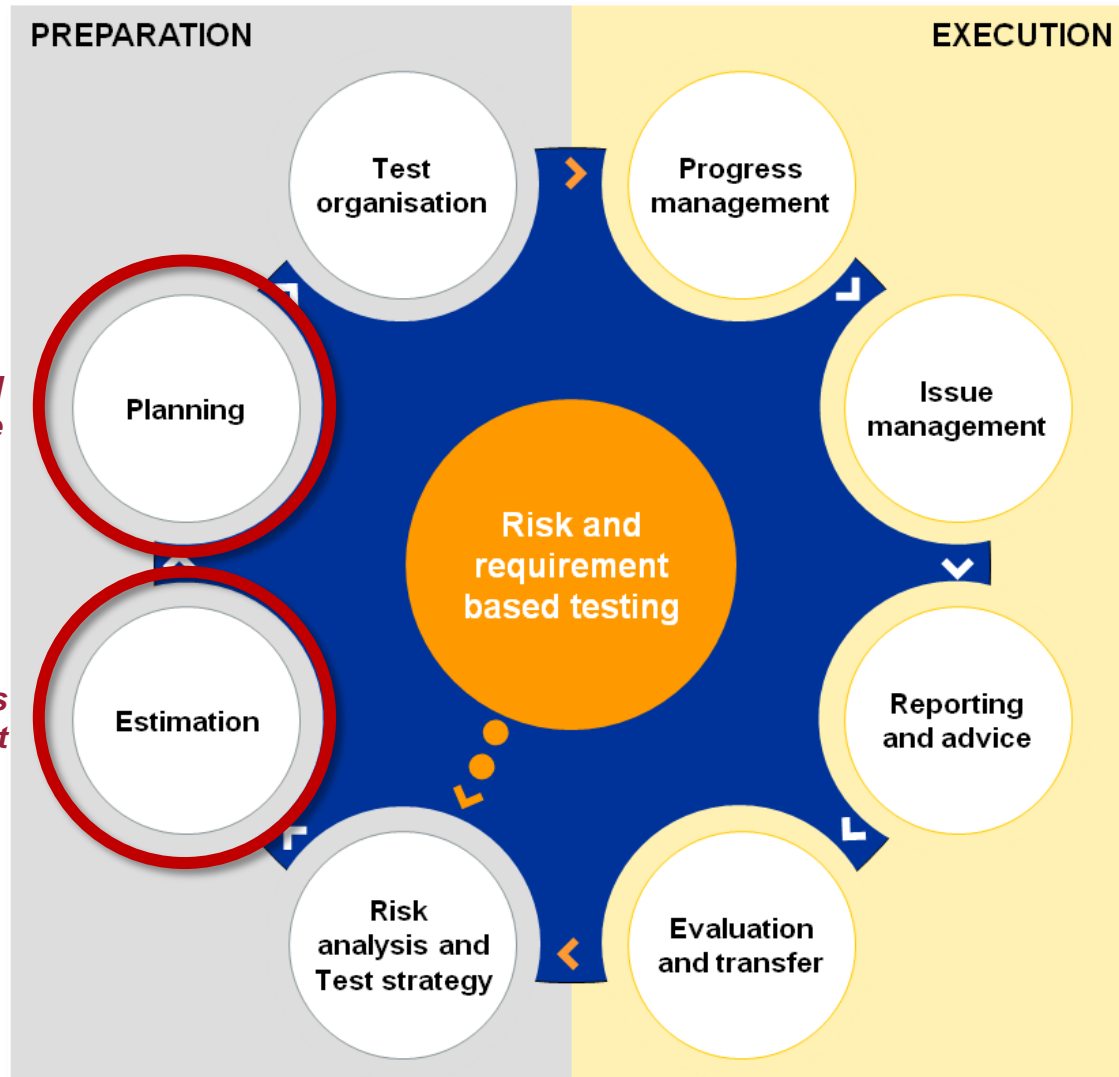 PREPARATION
EXECUTION
Test
organisation
Progress
management
Planning
Issue
management
Risk and
requirement
based testing
Estimation
Reporting
and advice
Risk
analysis and
Test strategy
Evaluation
and transfer